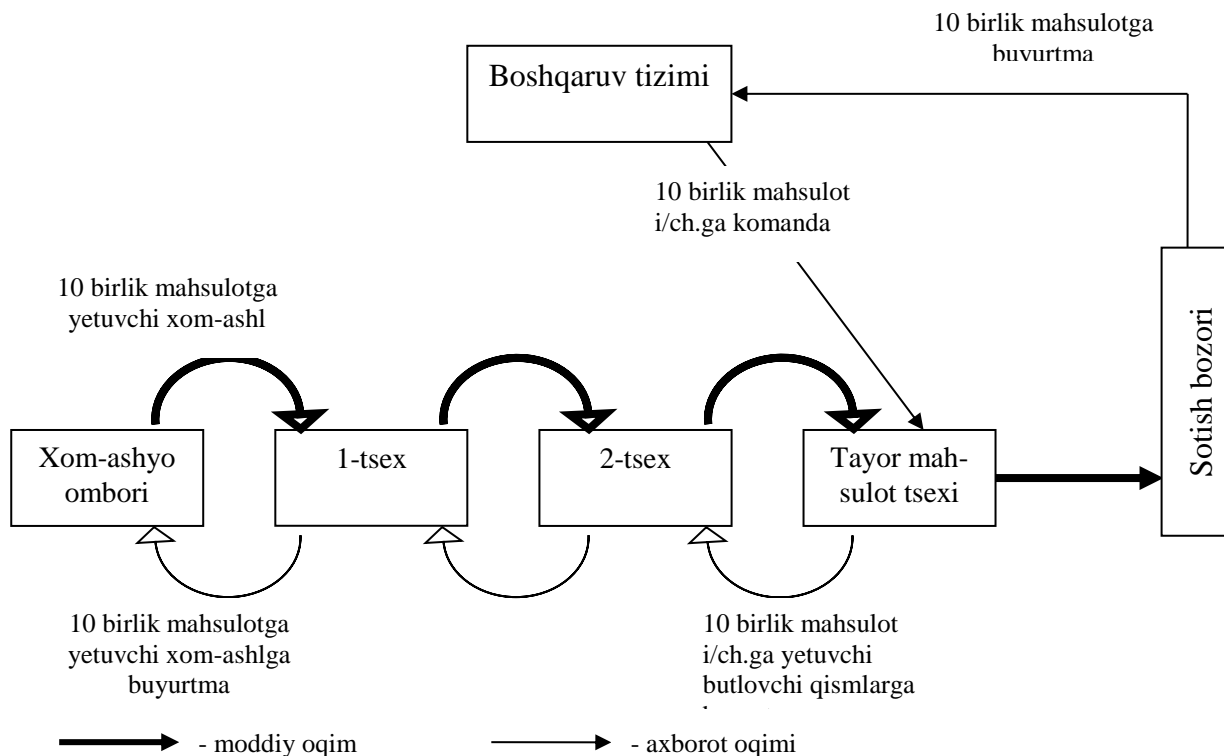 10 birlik mahsulotga
buyurtma
Boshqaruv tizimi
10 birlik mahsulot
i/ch.ga komanda
10 birlik mahsulotga
yetuvchi xom-ashl
Sotish bozori
Xom-ashyo
ombori
1-tsex
2-tsex
Tayor mah-
sulot tsexi
10 birlik mahsulotga
yetuvchi xom-ashlga
buyurtma
10 birlik mahsulot
i/ch.ga yetuvchi
butlovchi qismlarga
- moddiy oqim
- axborot oqimi